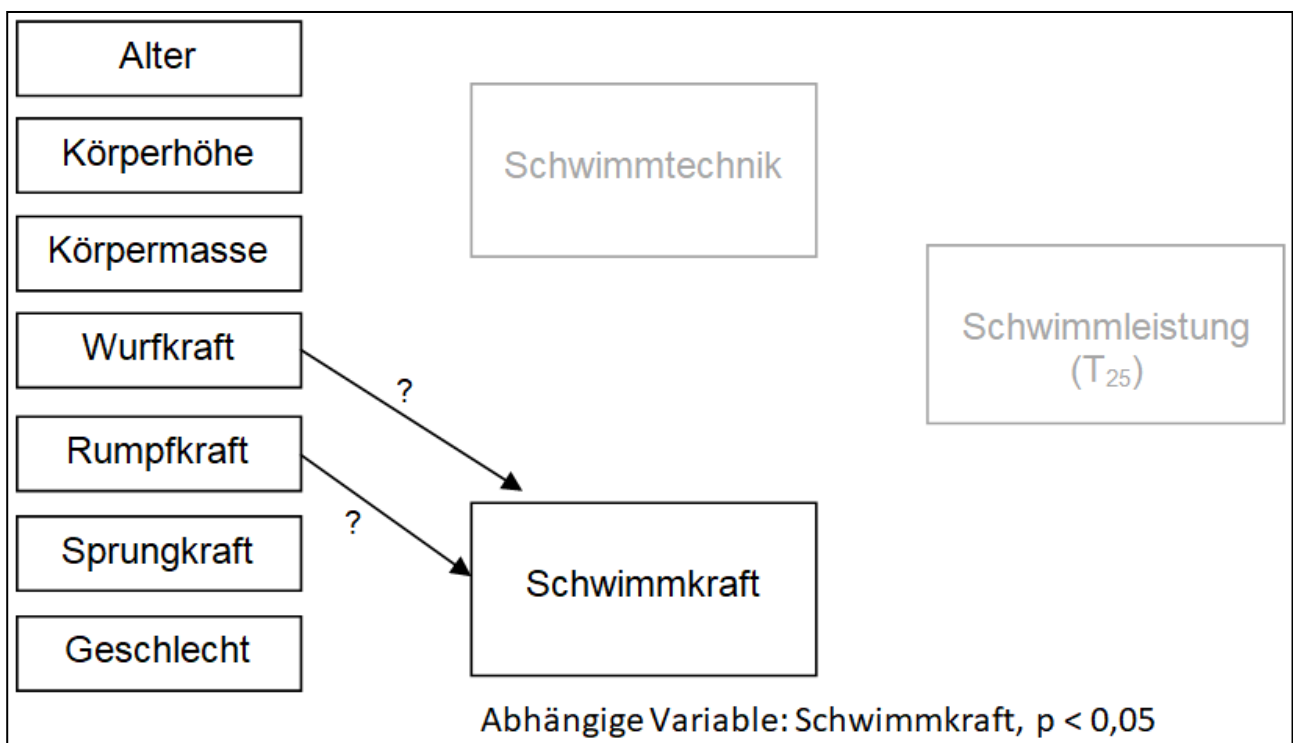 Alter
Körperhöhe
Körpermasse
Wurfkraft
Rumpfkraft
Sprungkraft
Geschlecht
?
?
Schwimmtechnik
Schwimmleistung
(T₂₅)
Schwimmkraft
Abhängige Variable: Schwimmkraft, p < 0,05